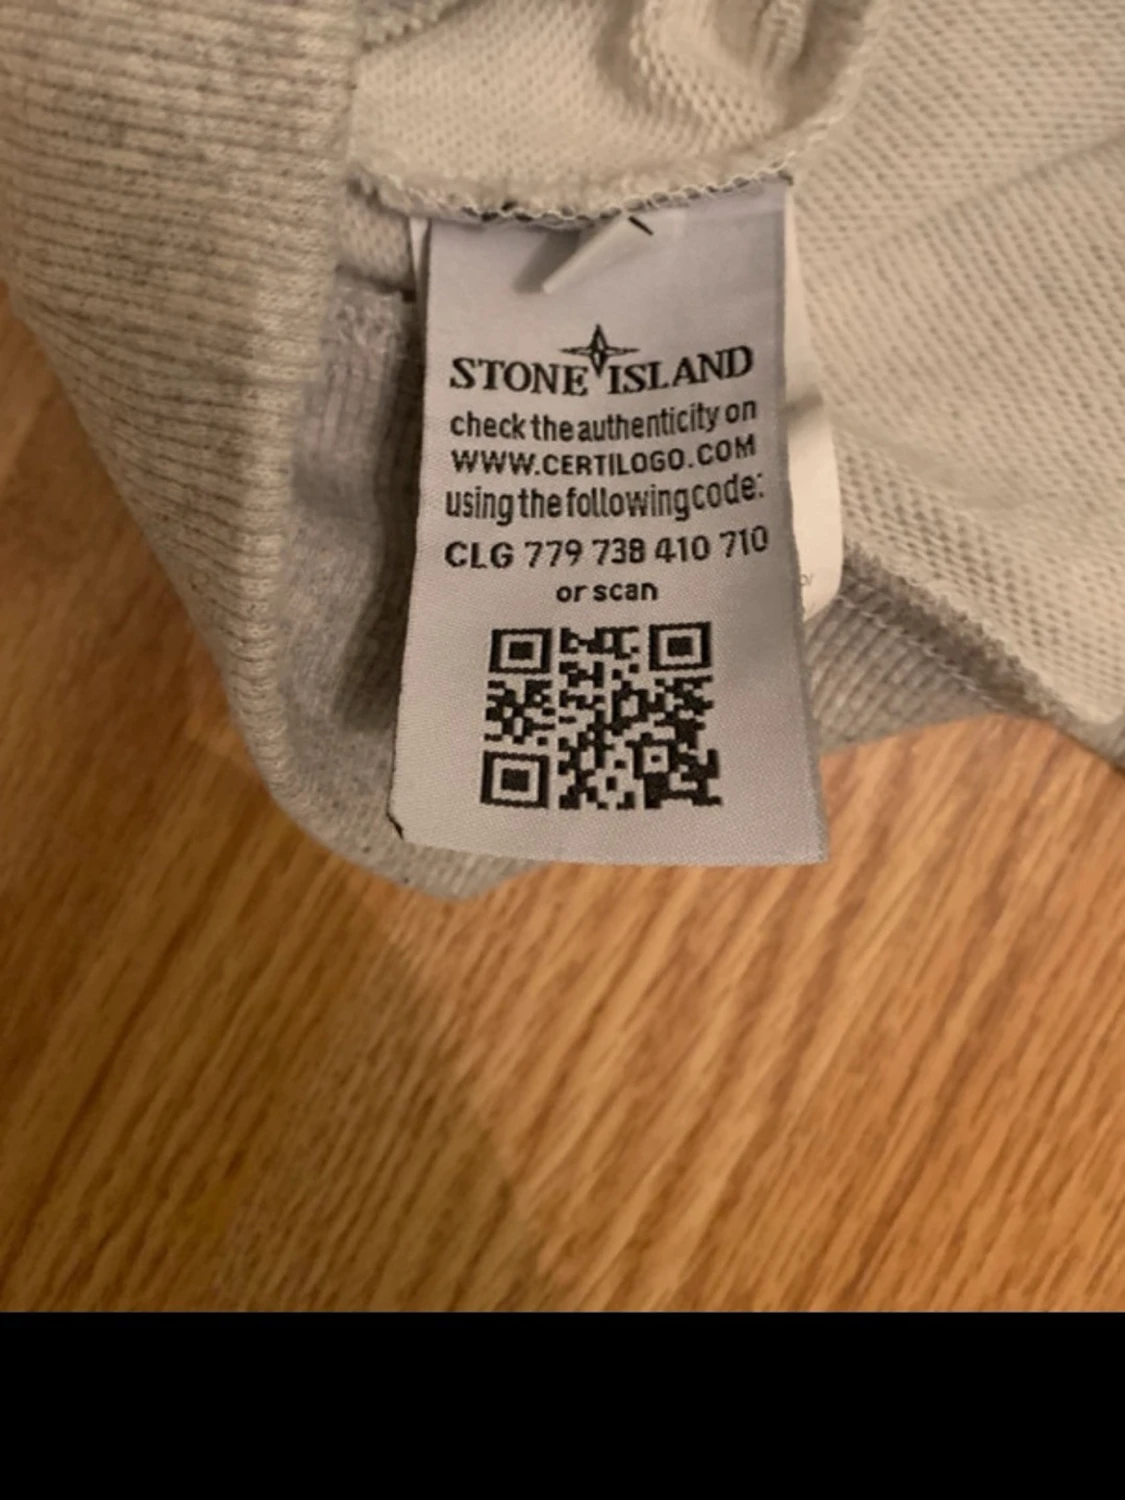 STONE ISLAND
check the authenticity on
WWW.CERTILOGO.COM
using the following code:
CLG 779 738 410 710
or scan